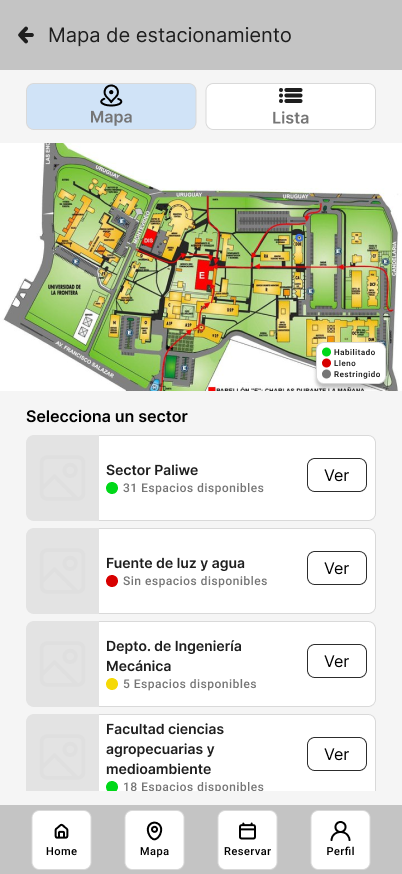 Mapa de estacionamiento
Mapa
Lista
URUGUAY
URUGUAY
URUGUAY
DIS
E
UNIVERSIDAD DE
LA FRONTERA
AV. FRANCISCO SALAZAR
Habilitado
Lleno
Restringido
PABELLÓN "E": CHARLAS DURANTE LA MAÑANA
Selecciona un sector
Sector Paliwe
31 Espacios disponibles
Ver
Fuente de luz y agua
Sin espacios disponibles
Ver
Depto. de Ingeniería
Mecánica
5 Espacios disponibles
Ver
Facultad ciencias
agropecuarias y
medioambiente
18 Espacios disponibles
Ver
Home
Mapa
Reservar
Perfil